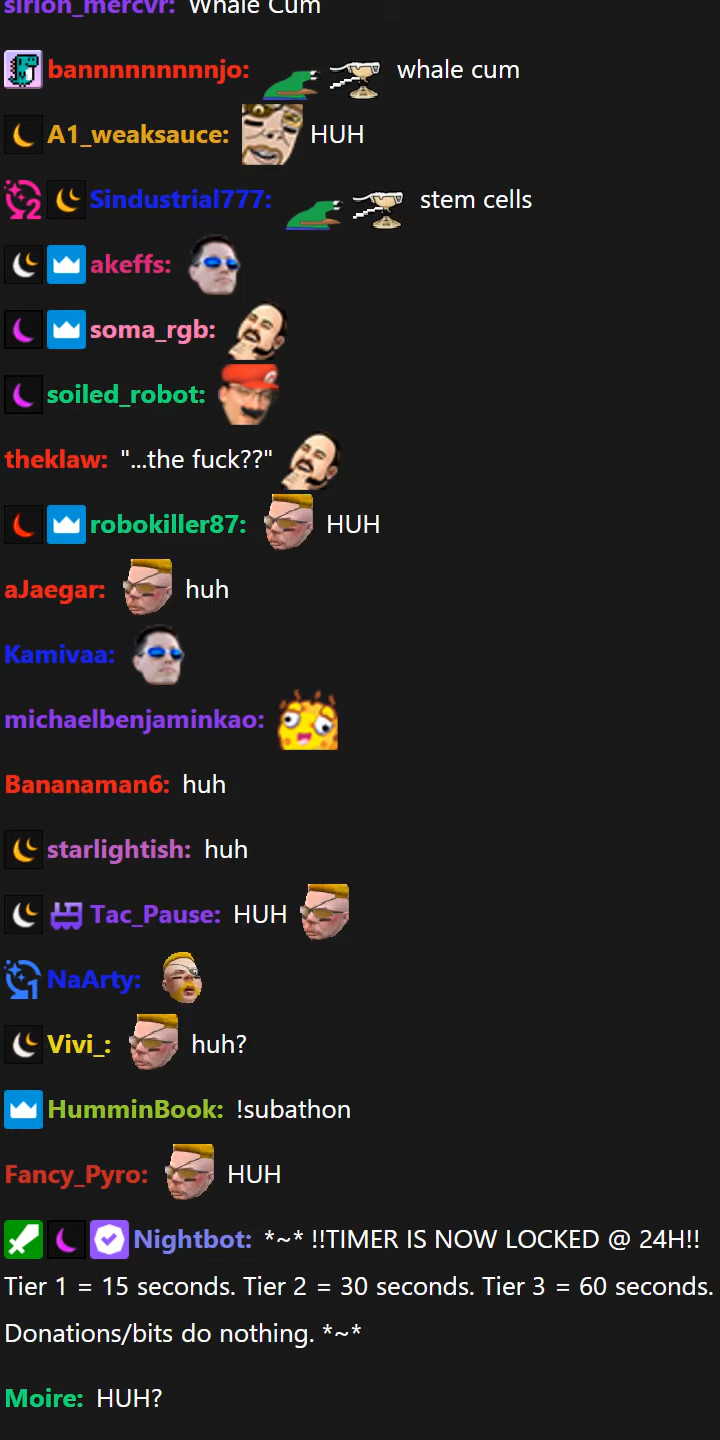 sirlon_mercvr: Whale Cum
bannnnnnnnnjo: whale cum
A1_weaksauce: HUH
Sindustrial777: stem cells
akeffs:
soma_rgb:
soiled_robot:
theklaw: "...the fuck??"
robokiller87: HUH
aJaegar: huh
Kamivaa:
michaelbenjaminkao:
Bananaman6: huh
starlightish: huh
Tac_Pause: HUH
NaArty:
Vivi_: huh?
HumminBook: !subathon
Fancy_Pyro: HUH
Nightbot: *~* !!TIMER IS NOW LOCKED @ 24H!!
Tier 1 = 15 seconds. Tier 2 = 30 seconds. Tier 3 = 60 seconds.
Donations/bits do nothing. *~*
Moire: HUH?